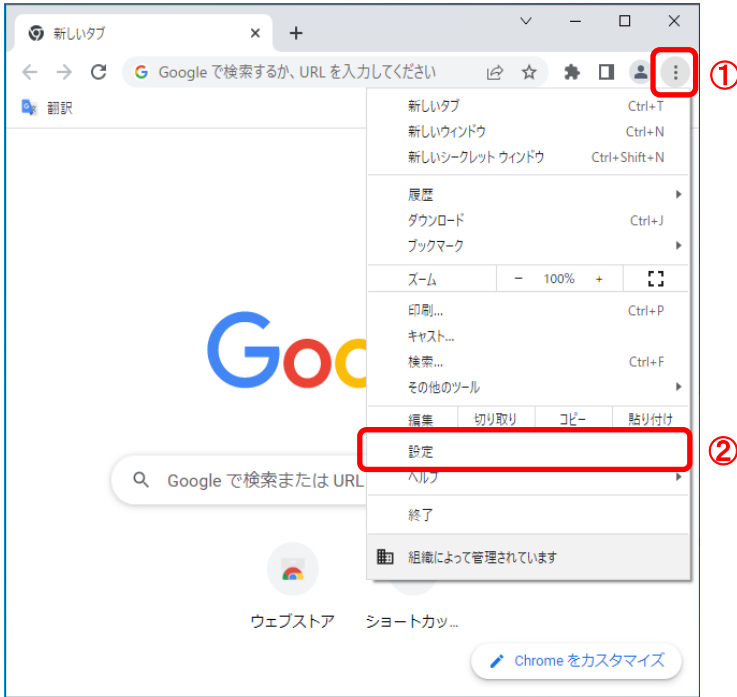 新しいタブ
Google で検索するか、URL を入力してください
①
翻訳
新しいタブ Ctrl+T
新しいウィンドウ Ctrl+N
新しいシークレット ウィンドウ Ctrl+Shift+N
履歴
ダウンロード Ctrl+J
ブックマーク
ズーム − 100% +
印刷... Ctrl+P
キャスト...
検索... Ctrl+F
その他のツール
編集 切り取り コピー 貼り付け
設定
②
ヘルプ
終了
組織によって管理されています
Goo
Google で検索または URL
ウェブストア
ショートカッ...
Chrome をカスタマイズ